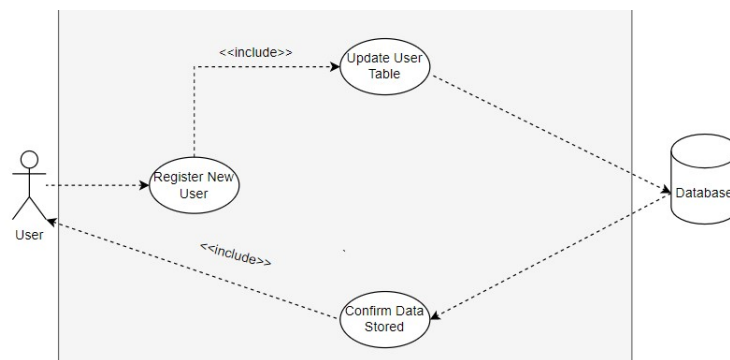 <<include>>
Update User
Table
Register New
User
Database
User
<<include>>
Confirm Data
Stored